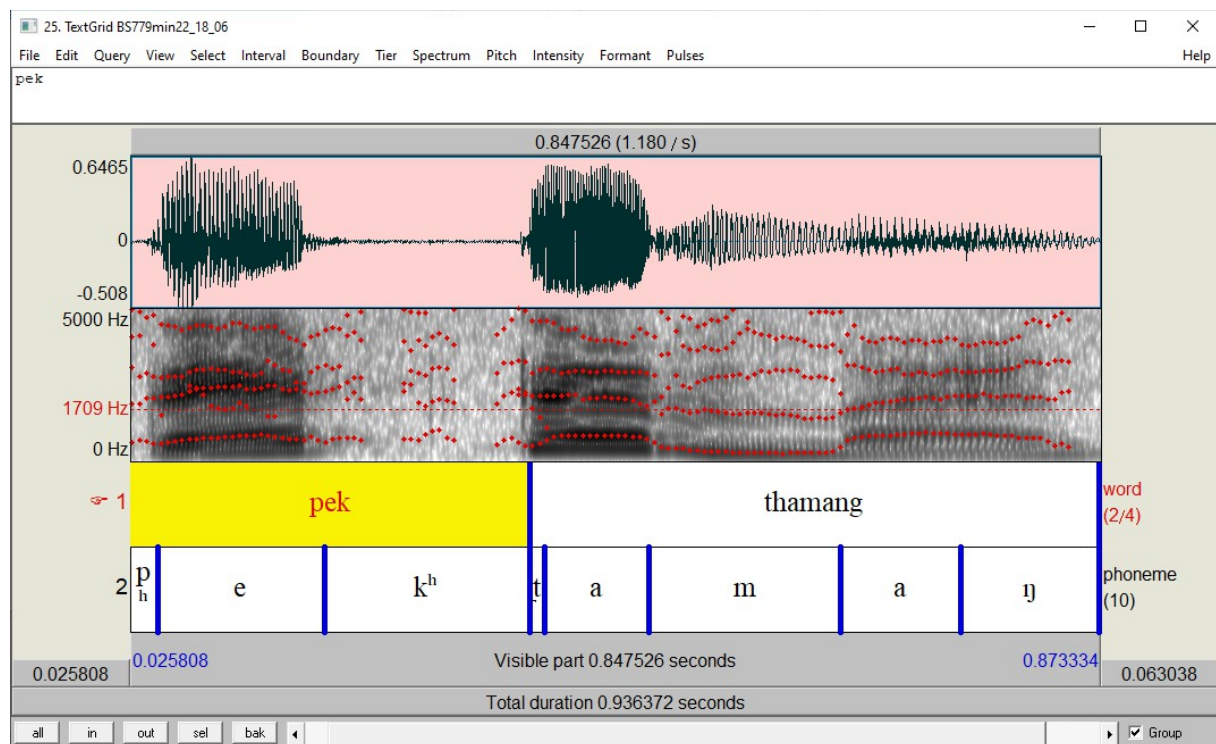 25. TextGrid BS779min22_18_06
File Edit Query View Select Interval Boundary Tier Spectrum Pitch Intensity Formant Pulses Help
pek
0.847526 (1.180 / s)
0.6465
0
-0.508
5000 Hz
1709 Hz
0 Hz
☞ 1 pek thamang word (2/4)
2 pʰ e kʰ t̪ a m a ŋ phoneme (10)
0.025808 0.025808 Visible part 0.847526 seconds 0.873334 0.063038
Total duration 0.936372 seconds
all in out sel bak Group